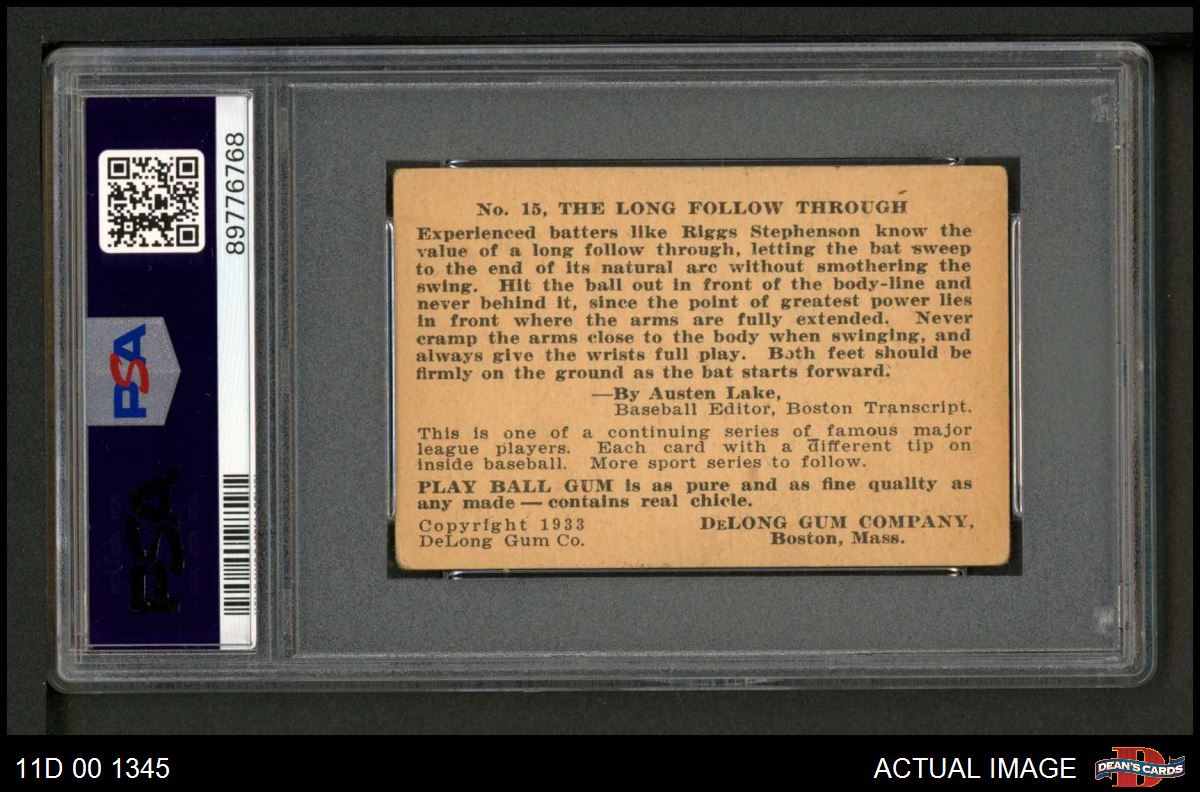 89776768
PSA
PSA
No. 15, THE LONG FOLLOW THROUGH
Experienced batters like Riggs Stephenson know the
value of a long follow through, letting the bat sweep
to the end of its natural arc without smothering the
swing. Hit the ball out in front of the body-line and
never behind it, since the point of greatest power lies
in front where the arms are fully extended. Never
cramp the arms close to the body when swinging, and
always give the wrists full play. Both feet should be
firmly on the ground as the bat starts forward.
—By Austen Lake,
Baseball Editor, Boston Transcript.
This is one of a continuing series of famous major
league players. Each card with a different tip on
inside baseball. More sport series to follow.
PLAY BALL GUM is as pure and as fine quality as
any made — contains real chicle.
Copyright 1933
DeLong Gum Co.
DELONG GUM COMPANY,
Boston, Mass.
11D 00 1345
ACTUAL IMAGE
D
DEAN'S CARDS